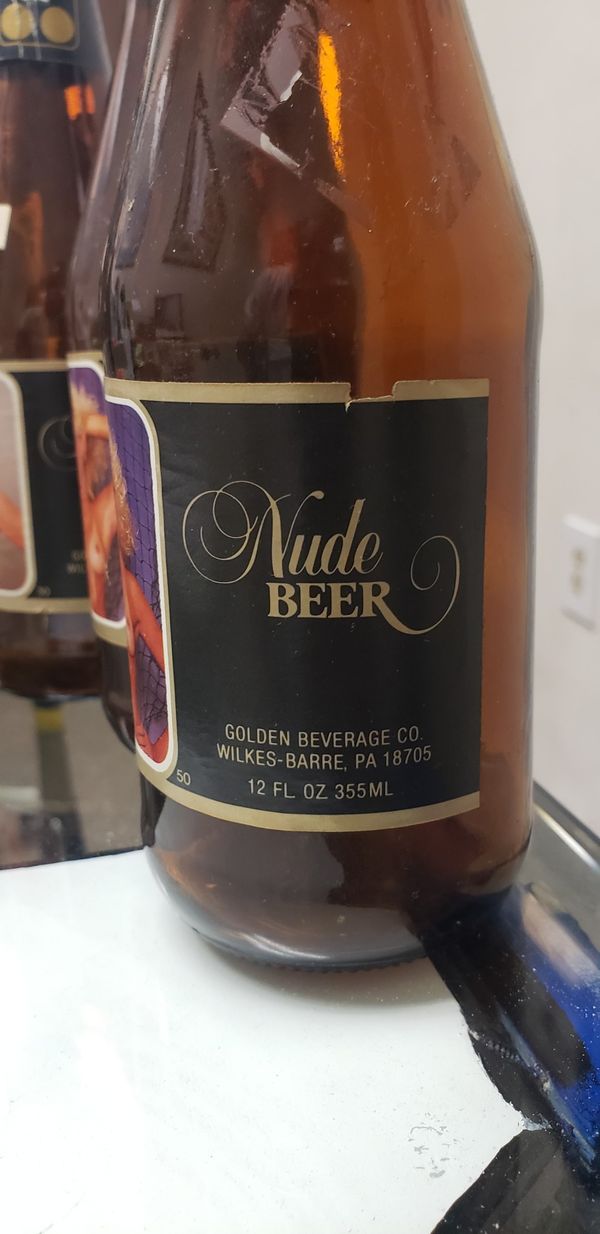 Nude
BEER
GOLDEN BEVERAGE CO.
WILKES-BARRE, PA 18705
12 FL OZ 355ML
50